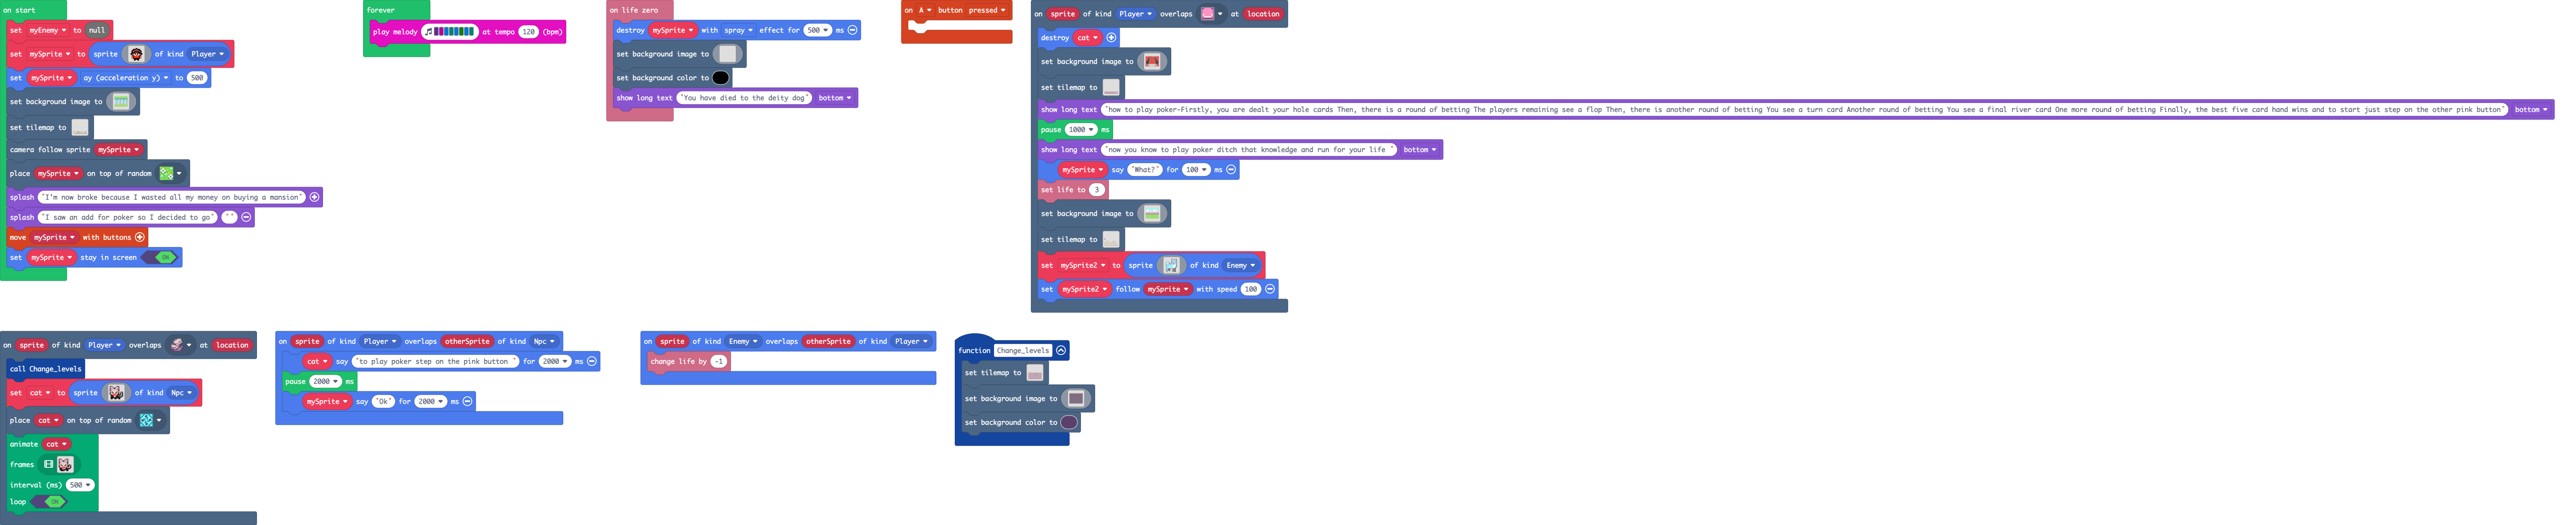 on start
set myEnemy to null
set mySprite to sprite of kind Player
set mySprite ay (acceleration y) to 500
set background image to
set tilemap to
camera follow sprite mySprite
place mySprite on top of random
splash "I'm now broke because I wasted all my money on buying a mansion"
splash "I saw an add for poker so I decided to go" ""
move mySprite with buttons
set mySprite stay in screen ON
forever
play melody at tempo 120 (bpm)
on life zero
destroy mySprite with spray effect for 500 ms
set background image to
set background color to
show long text "You have died to the deity dog" bottom
on A button pressed
on sprite of kind Player overlaps at location
destroy cat
set background image to
set tilemap to
show long text "how to play poker-Firstly, you are dealt your hole cards Then, there is a round of betting The players remaining see a flop Then, there is another round of betting You see a turn card Another round of betting You see a final river card One more round of betting Finally, the best five card hand wins and to start just step on the other pink button" bottom
pause 1000 ms
show long text "now you know to play poker ditch that knowledge and run for your life " bottom
mySprite say "What?" for 100 ms
set life to 3
set background image to
set tilemap to
set mySprite2 to sprite of kind Enemy
set mySprite2 follow mySprite with speed 100
on sprite of kind Player overlaps at location
call Change_levels
set cat to sprite of kind Npc
place cat on top of random
animate cat
frames
interval (ms) 500
loop ON
on sprite of kind Player overlaps otherSprite of kind Npc
cat say "to play poker step on the pink button " for 2000 ms
pause 2000 ms
mySprite say "Ok" for 2000 ms
on sprite of kind Enemy overlaps otherSprite of kind Player
change life by -1
function Change_levels
set tilemap to
set background image to
set background color to